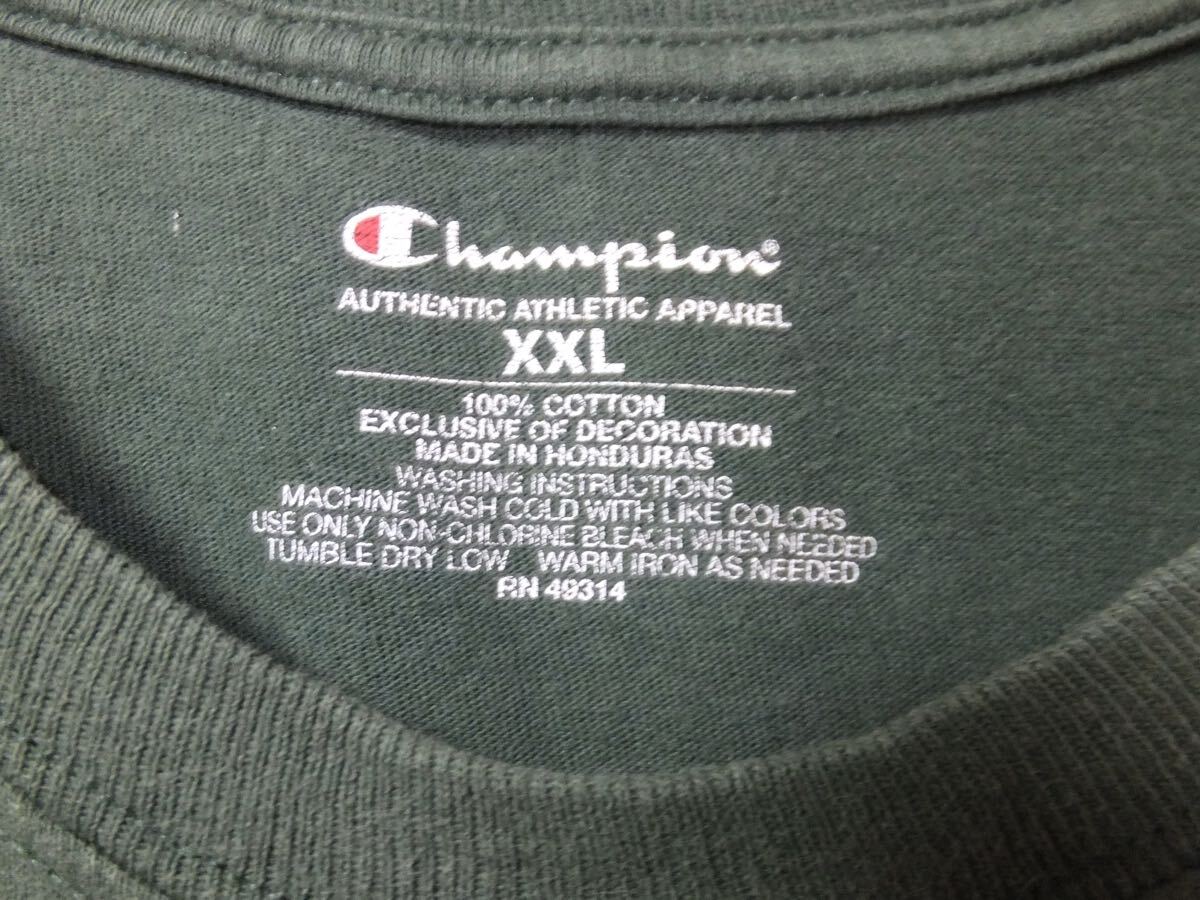 Champion®
AUTHENTIC ATHLETIC APPAREL
XXL
100% COTTON
EXCLUSIVE OF DECORATION
MADE IN HONDURAS
WASHING INSTRUCTIONS
MACHINE WASH COLD WITH LIKE COLORS
USE ONLY NON-CHLORINE BLEACH WHEN NEEDED
TUMBLE DRY LOW WARM IRON AS NEEDED
RN 49314